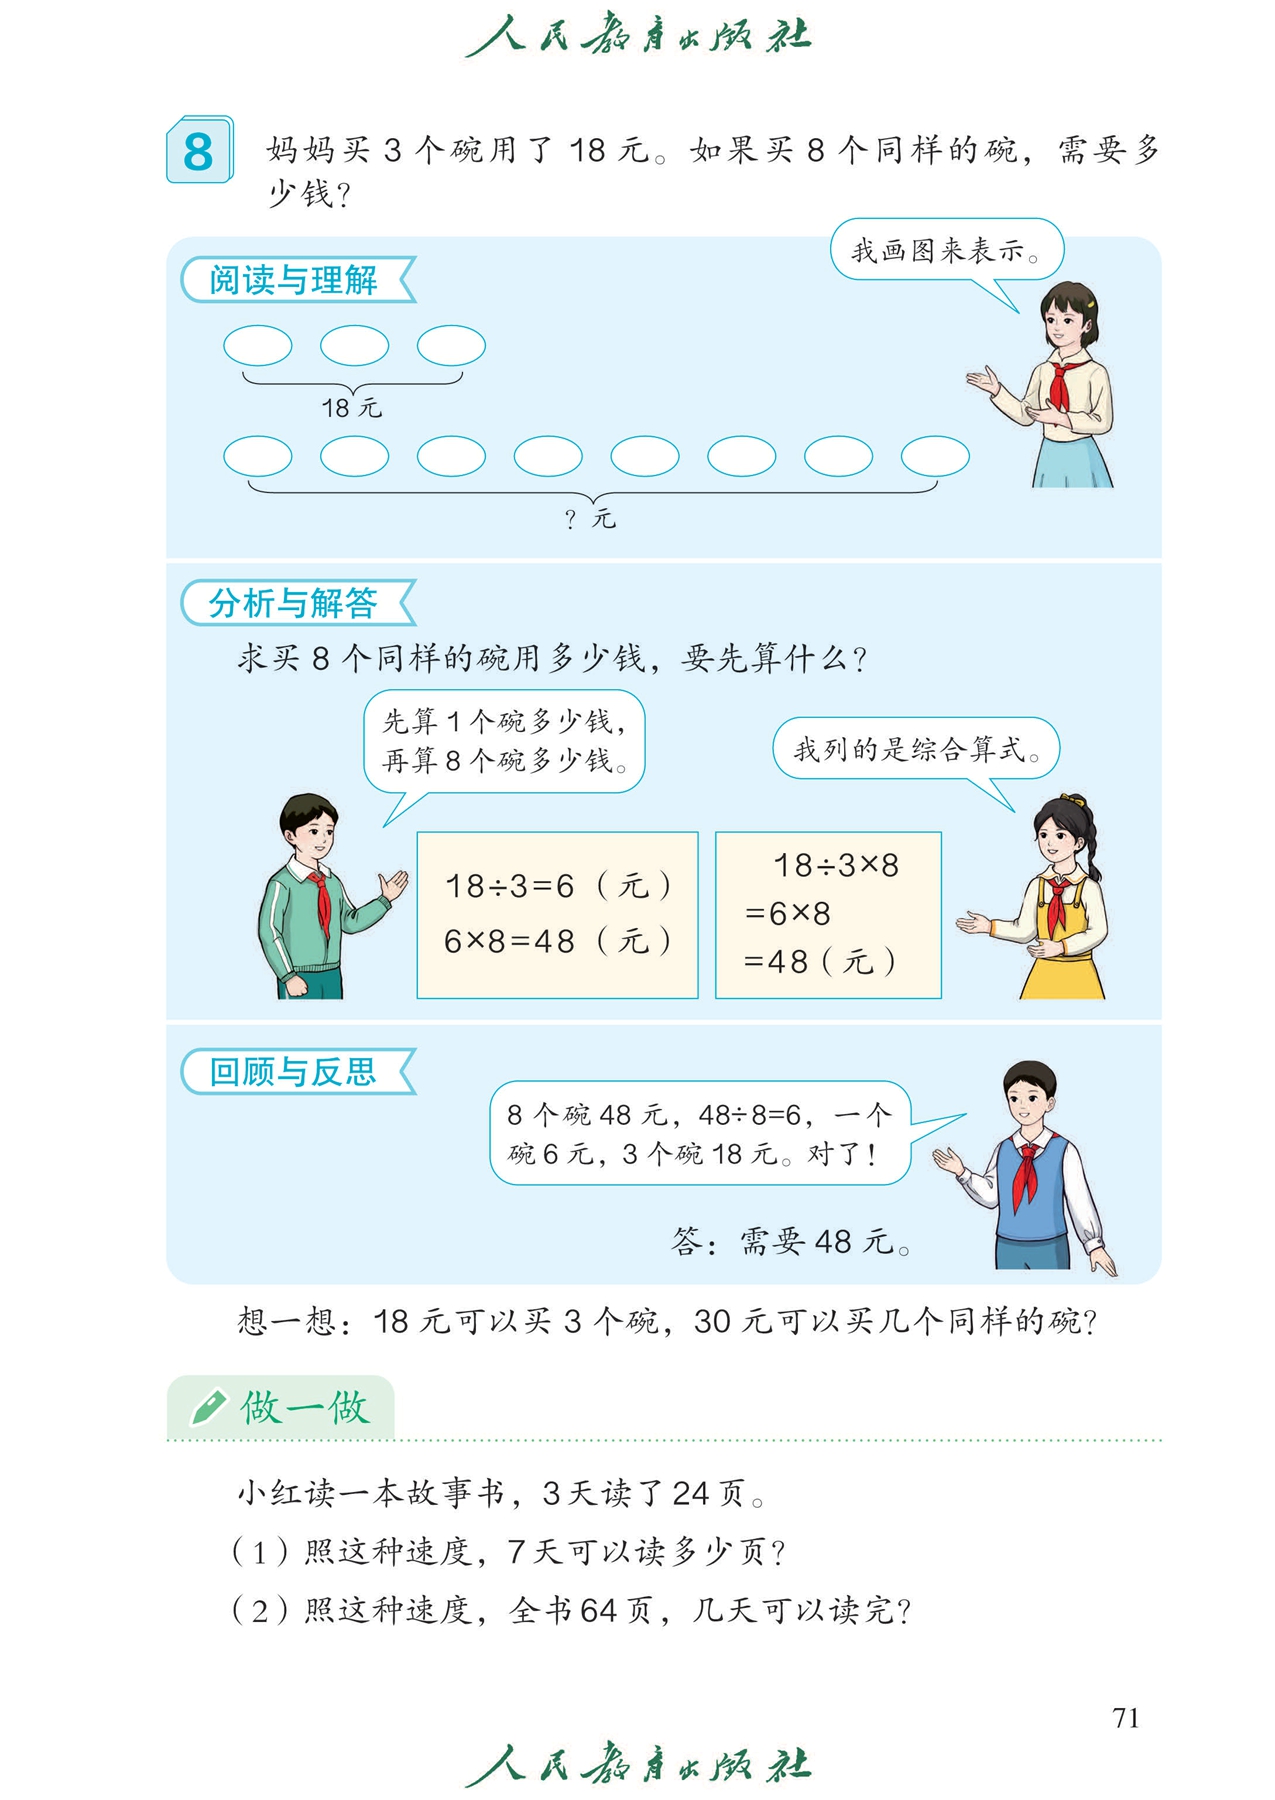 人民教育出版社
8 妈妈买 3 个碗用了 18 元。如果买 8 个同样的碗，需要多
少钱？
我画图来表示。
阅读与理解
18 元
？元
分析与解答
求买 8 个同样的碗用多少钱，要先算什么？
先算 1 个碗多少钱，
再算 8 个碗多少钱。
我列的是综合算式。
18÷3=6（元）
6×8=48（元）
18÷3×8
=6×8
=48（元）
回顾与反思
8 个碗 48 元，48÷8=6，一个
碗 6 元，3 个碗 18 元。对了！
答：需要 48 元。
想一想：18 元可以买 3 个碗，30 元可以买几个同样的碗？
做一做
小红读一本故事书，3 天读了 24 页。
（1）照这种速度，7 天可以读多少页？
（2）照这种速度，全书 64 页，几天可以读完？
71
人民教育出版社